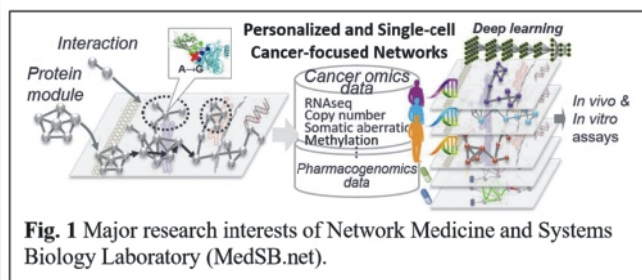 Interaction
Protein
module
A→G
Personalized and Single-cell
Cancer-focused Networks
Cancer omics
data
RNAseq
Copy number
Somatic aberratio
Methylation
Pharmacogenomics
data
Deep learning
In vivo &
In vitro
assays
Fig. 1 Major research interests of Network Medicine and Systems
Biology Laboratory (MedSB.net).